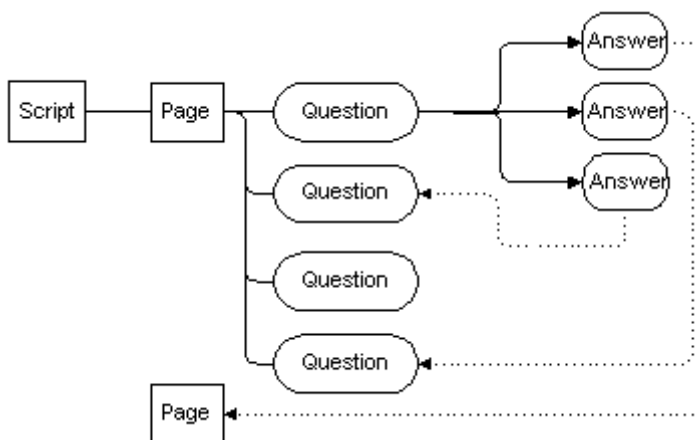 Answer
Script
Page
Question
Answer
Question
Answer
Question
Question
Page